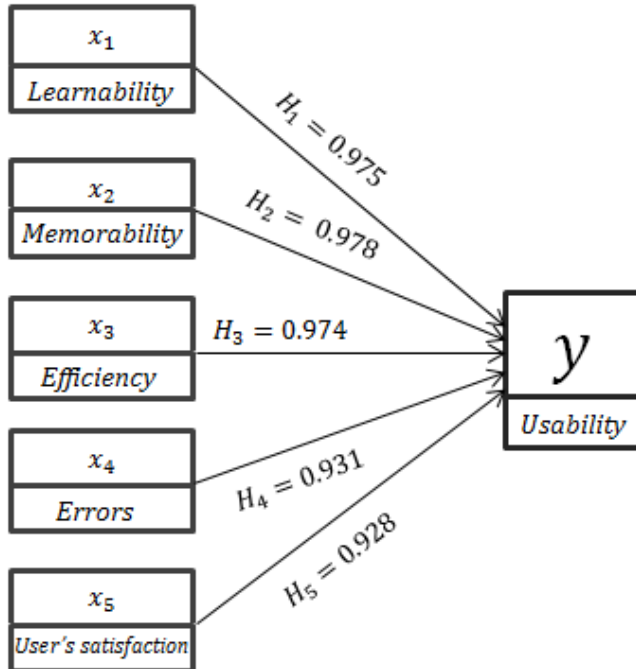 x₁
Learnability
H₁ = 0.975
x₂
Memorability
H₂ = 0.978
x₃
Efficiency
H₃ = 0.974
x₄
Errors
H₄ = 0.931
x₅
User's satisfaction
H₅ = 0.928
y
Usability